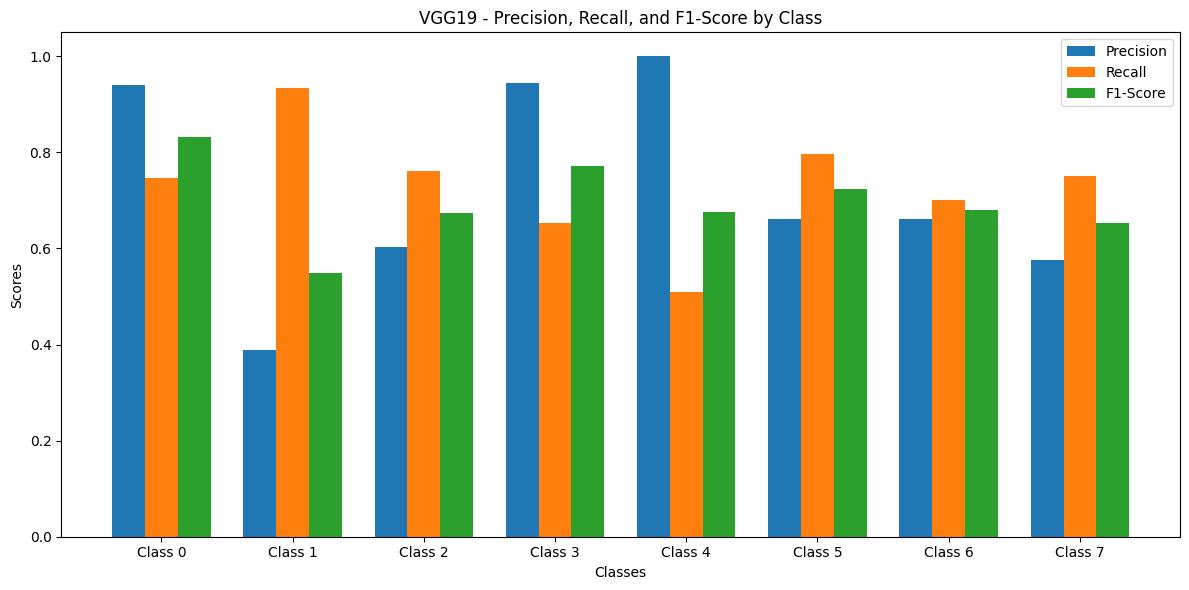 VGG19 - Precision, Recall, and F1-Score by Class
Precision
Recall
F1-Score
Scores
1.0
0.8
0.6
0.4
0.2
0.0
Class 0 Class 1 Class 2 Class 3 Class 4 Class 5 Class 6 Class 7
Classes